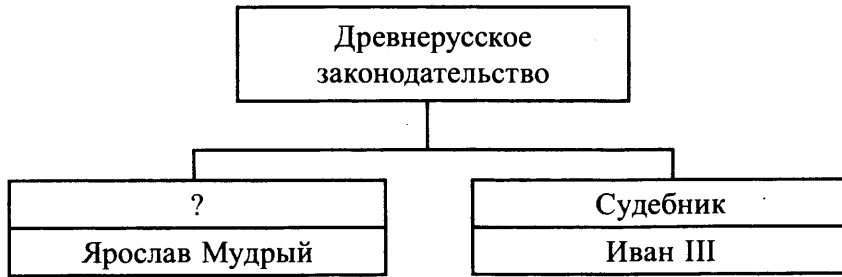 Древнерусское
законодательство
?
Ярослав Мудрый
Судебник
Иван III